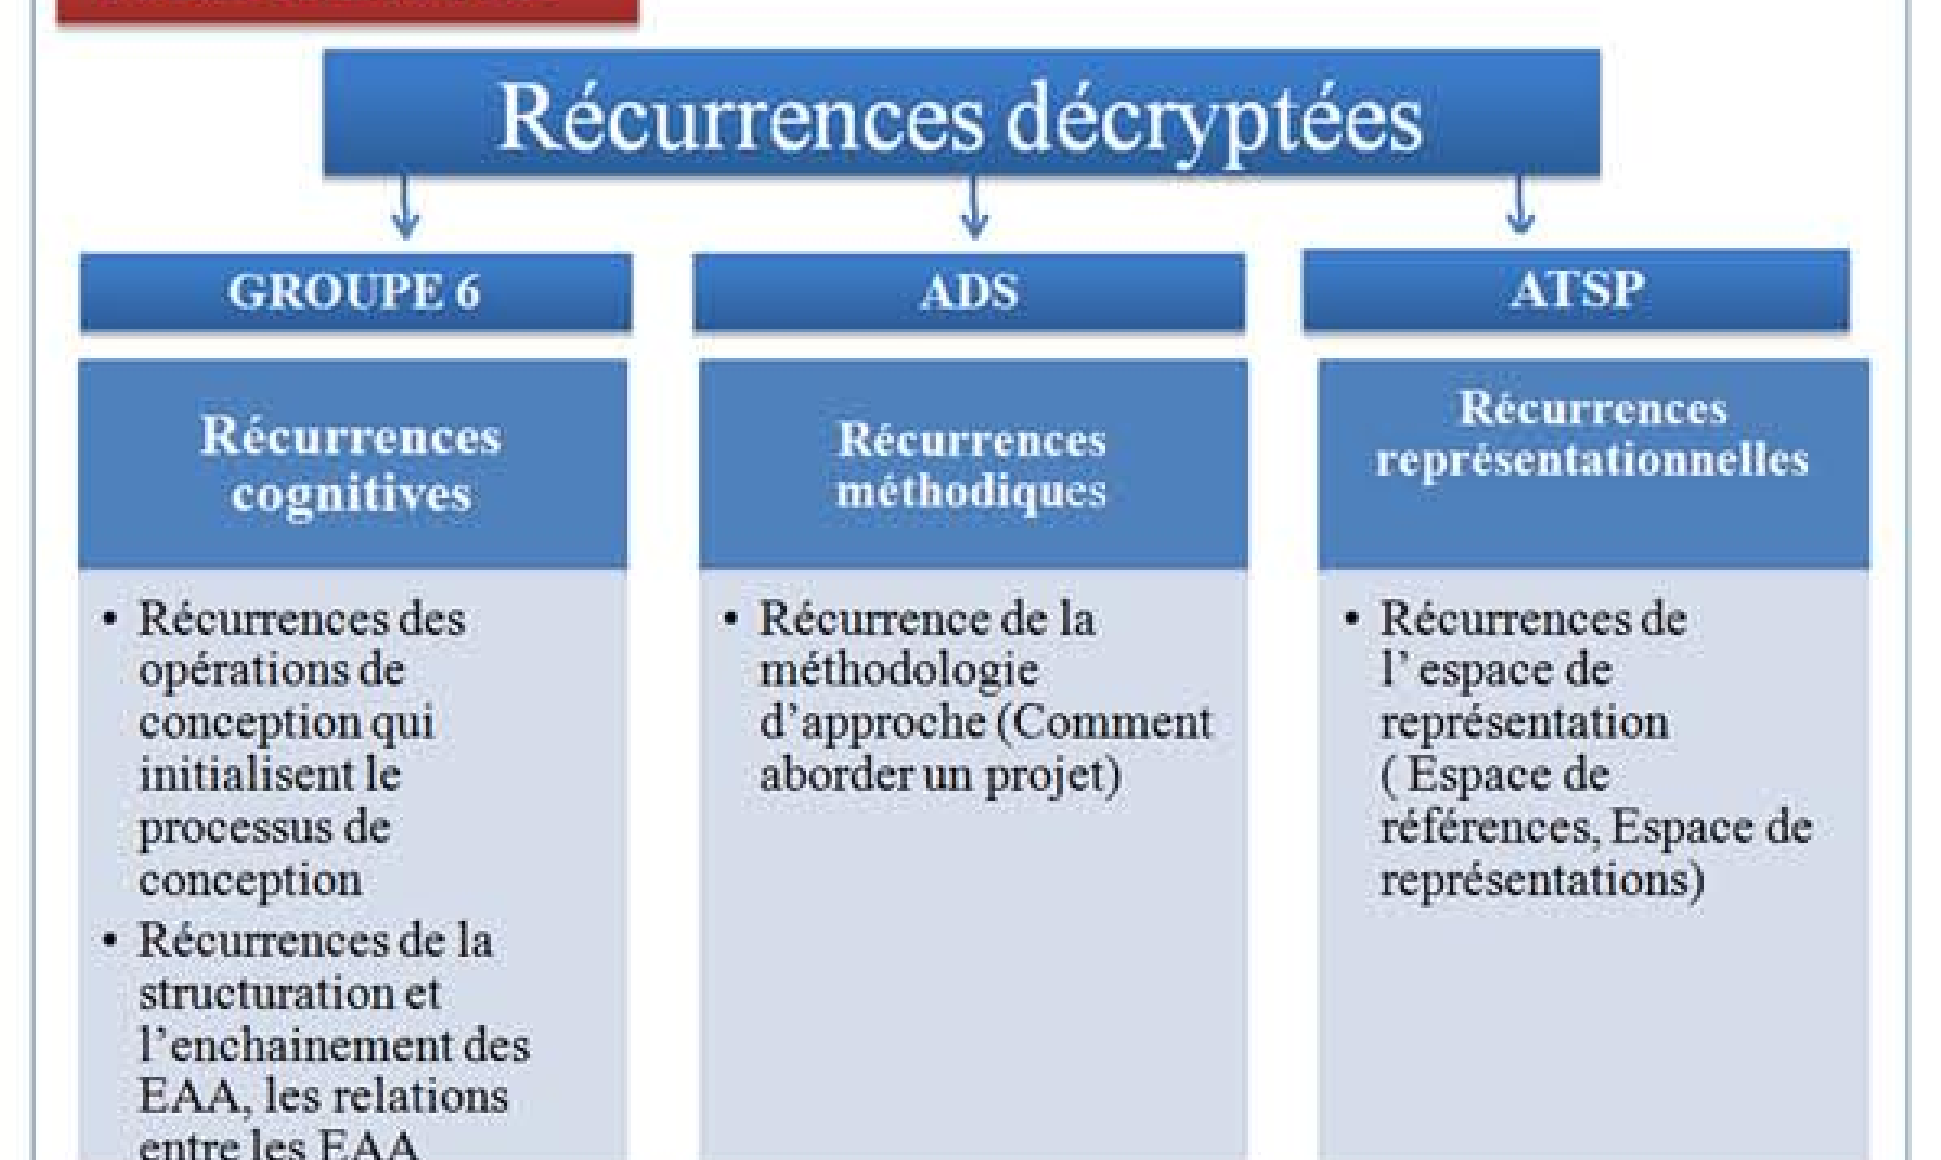 Récurrences décryptées
GROUPE 6
ADS
ATSP
Récurrences
cognitives
Récurrences
méthodiques
Récurrences
représentationnelles
• Récurrences des
opérations de
conception qui
initialisent le
processus de
conception
• Récurrences de la
structuration et
l’enchainement des
EAA, les relations
entre les EAA
• Récurrence de la
méthodologie
d’approche (Comment
aborder un projet)
• Récurrences de
l’ espace de
représentation
( Espace de
références, Espace de
représentations)